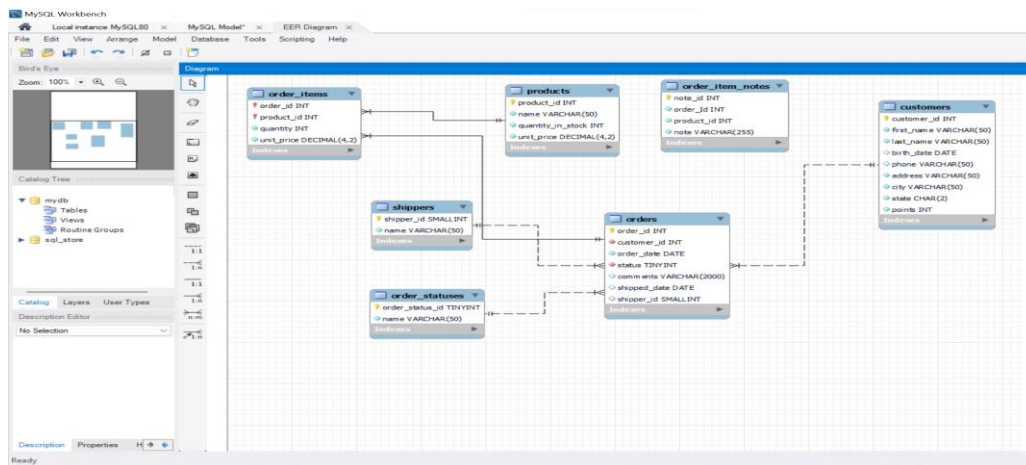 MySQL Workbench
Local instance MySQL80 × MySQL Model* × EER Diagram ×
File Edit View Arrange Model Database Tools Scripting Help
Bird's Eye
Zoom: 100%
Catalog Tree
mydb
Tables
Views
Routine Groups
sql_store
Catalog Layers User Types
Description Editor
No Selection
Description Properties H
Ready
1:1
1:n
1:1
1:n
n:m
1:n
Diagram
order_items
order_id INT
product_id INT
quantity INT
unit_price DECIMAL(4,2)
Indexes
products
product_id INT
name VARCHAR(50)
quantity_in_stock INT
unit_price DECIMAL(4,2)
Indexes
order_item_notes
note_id INT
order_Id INT
product_id INT
note VARCHAR(255)
Indexes
customers
customer_id INT
first_name VARCHAR(50)
last_name VARCHAR(50)
birth_date DATE
phone VARCHAR(50)
address VARCHAR(50)
city VARCHAR(50)
state CHAR(2)
points INT
Indexes
shippers
shipper_id SMALLINT
name VARCHAR(50)
Indexes
orders
order_id INT
customer_id INT
order_date DATE
status TINYINT
comments VARCHAR(2000)
shipped_date DATE
shipper_id SMALLINT
Indexes
order_statuses
order_status_id TINYINT
name VARCHAR(50)
Indexes